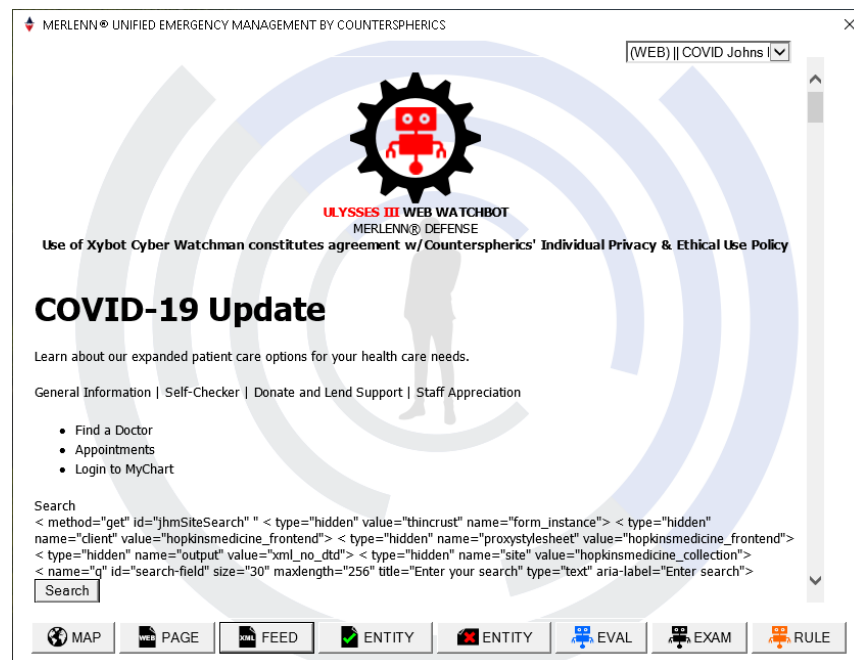 MERLENN® UNIFIED EMERGENCY MANAGEMENT BY COUNTERSPHERICS
(WEB) || COVID Johns
ULYSSES III WEB WATCHBOT
MERLENN® DEFENSE
Use of Xybot Cyber Watchman constitutes agreement w/Counterspherics' Individual Privacy & Ethical Use Policy
COVID-19 Update
Learn about our expanded patient care options for your health care needs.
General Information | Self-Checker | Donate and Lend Support | Staff Appreciation
• Find a Doctor
• Appointments
• Login to MyChart
Search
< method="get" id="jhmSiteSearch" " < type="hidden" value="thincrust" name="form_instance"> < type="hidden"
name="client" value="hopkinsmedicine_frontend"> < type="hidden" name="proxystylesheet" value="hopkinsmedicine_frontend">
< type="hidden" name="output" value="xml_no_dtd"> < type="hidden" name="site" value="hopkinsmedicine_collection">
< name="q" id="search-field" size="30" maxlength="256" title="Enter your search" type="text" aria-label="Enter search">
Search
MAP WEB PAGE XML FEED ENTITY ENTITY EVAL EXAM RULE